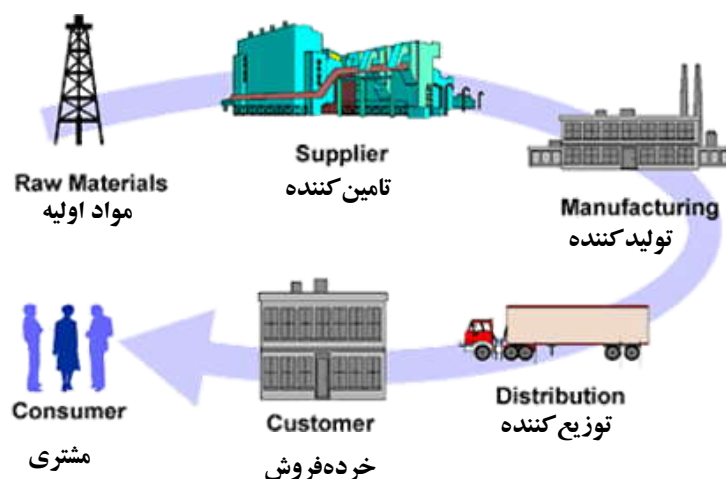 Raw Materials
مواد اولیه
Supplier
تامین کننده
Manufacturing
تولید کننده
Distribution
توزیع کننده
Customer
خرده‌فروش
Consumer
مشتری